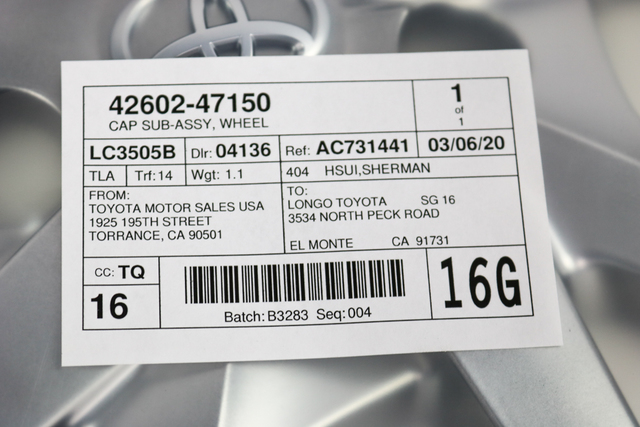 42602-47150
CAP SUB-ASSY, WHEEL
1
of
1
LC3505B Dlr: 04136 Ref: AC731441 03/06/20
TLA Trf: 14 Wgt: 1.1 404 HSUI,SHERMAN
FROM:
TOYOTA MOTOR SALES USA
1925 195TH STREET
TORRANCE, CA 90501
TO:
LONGO TOYOTA SG 16
3534 NORTH PECK ROAD
EL MONTE CA 91731
CC: TQ
16
Batch: B3283 Seq: 004
16G